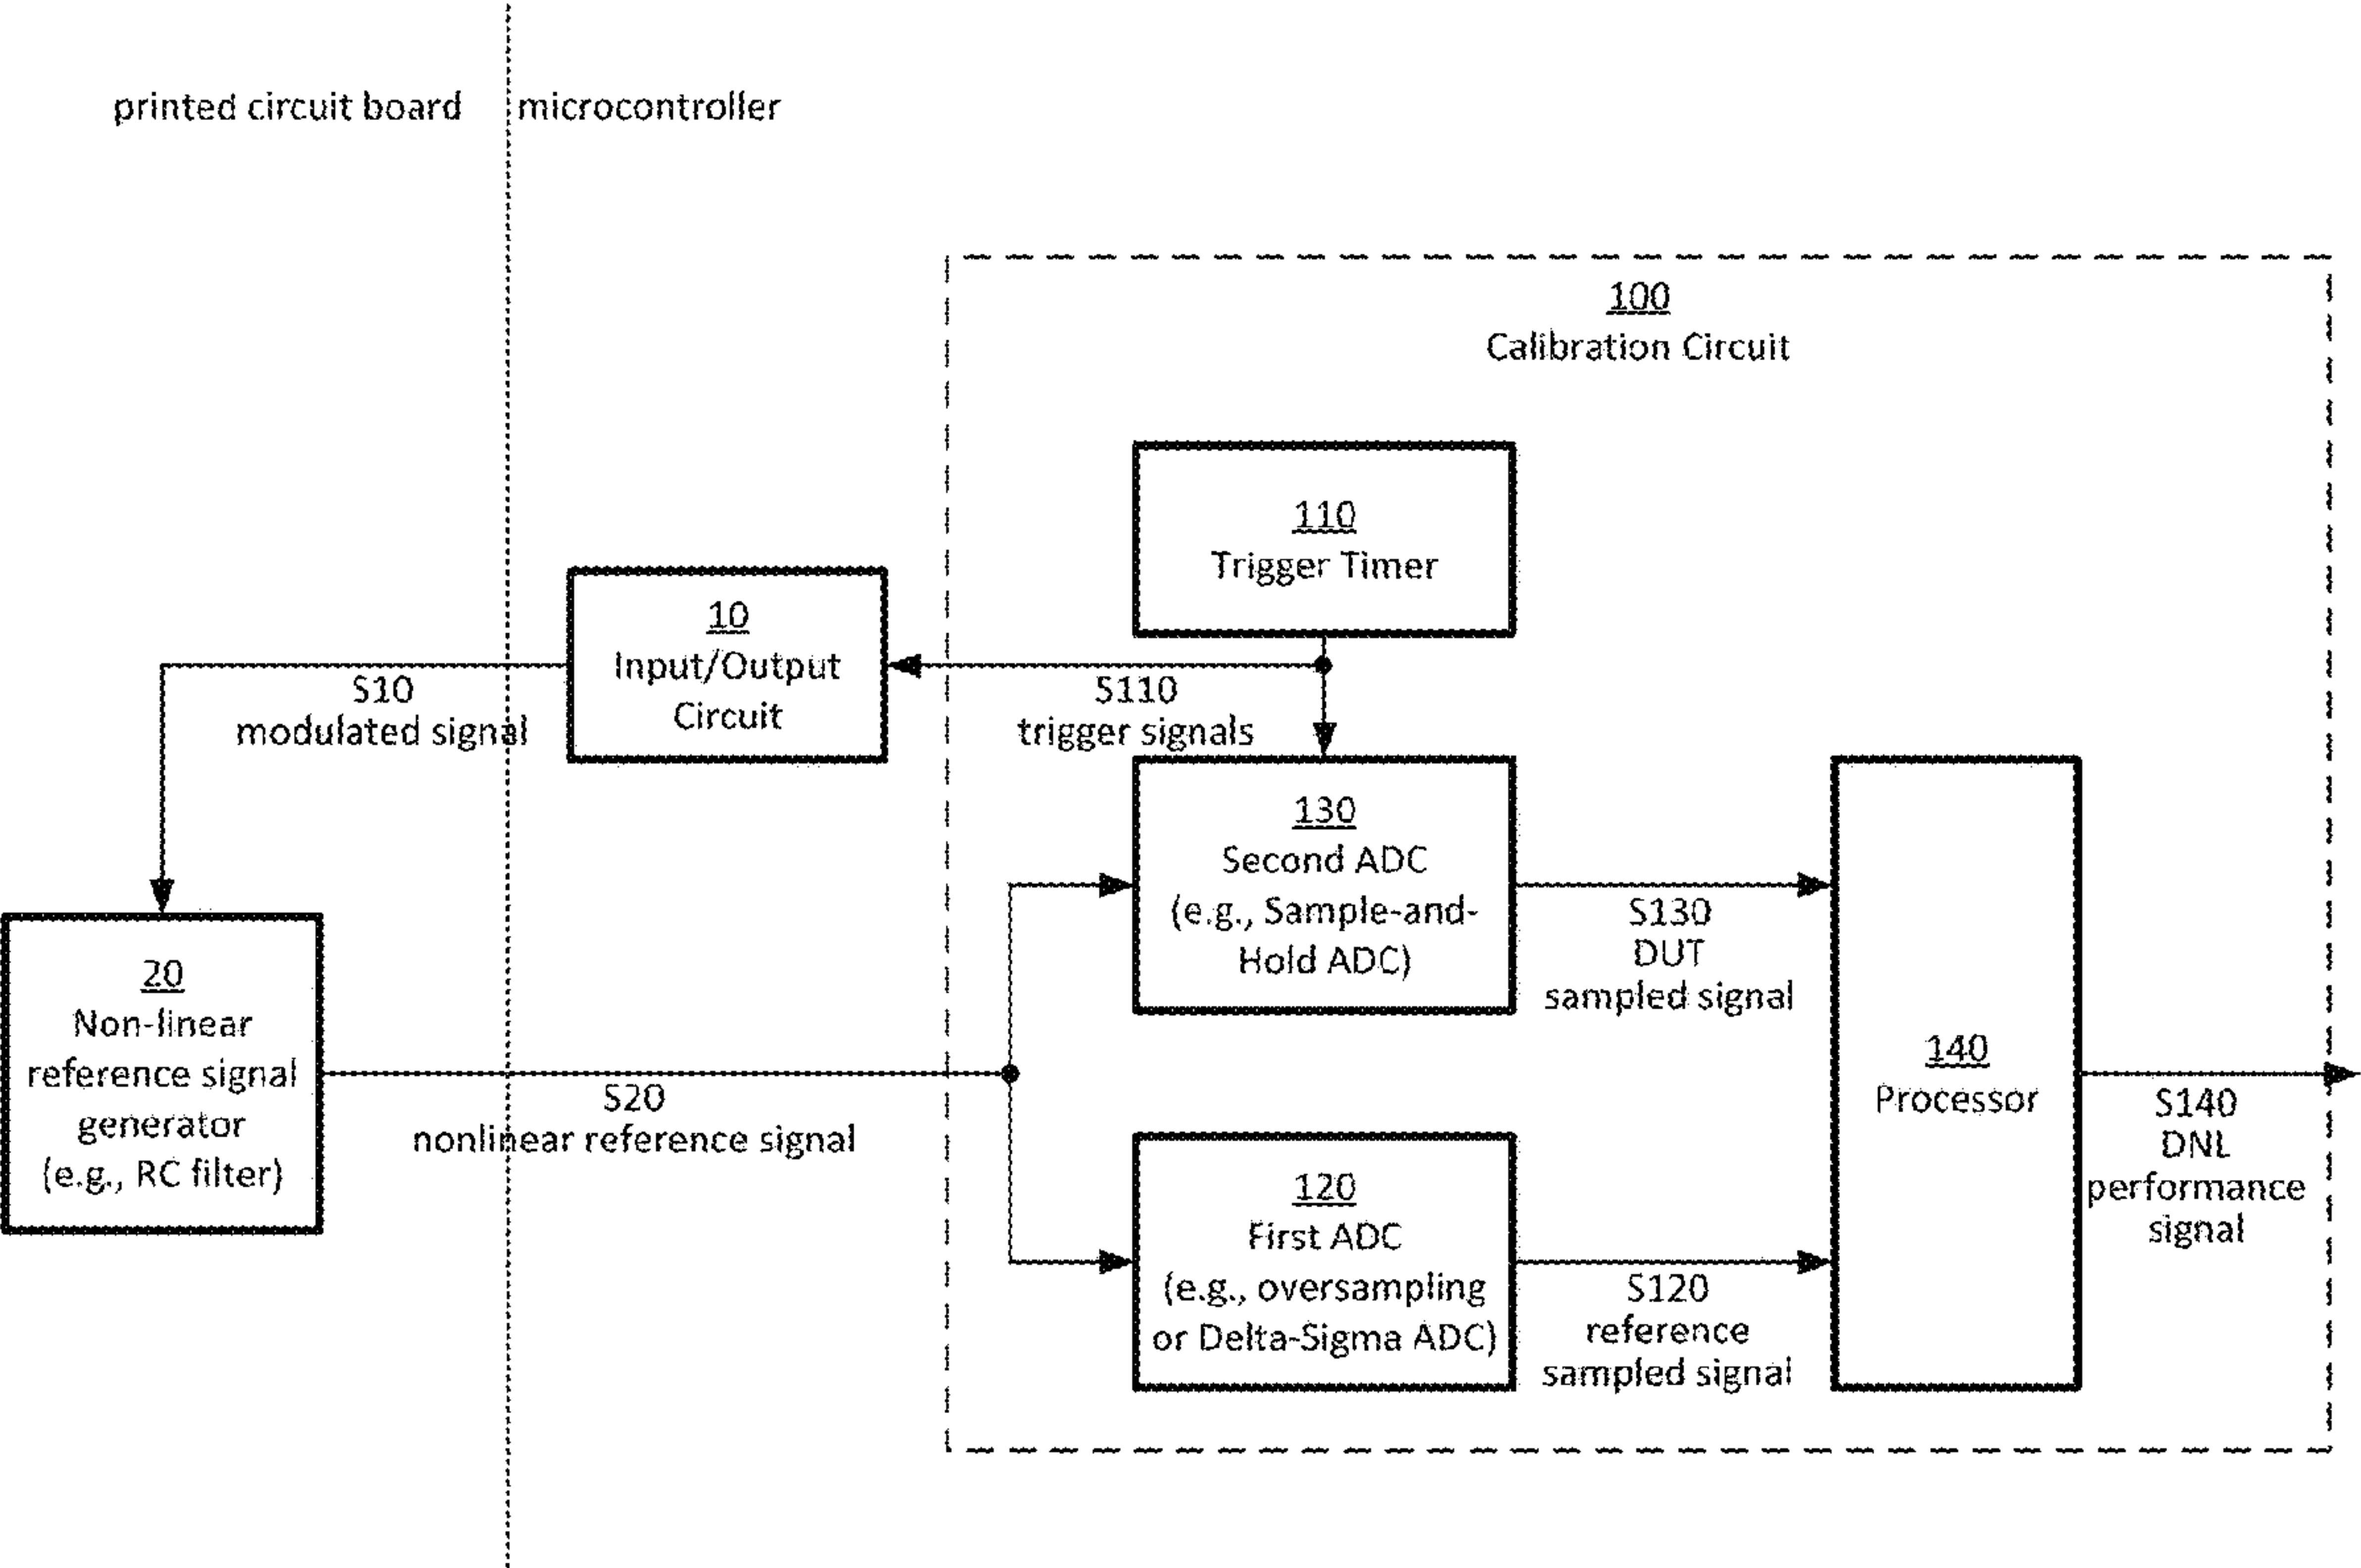 printed circuit board
microcontroller
100
Calibration Circuit
110
Trigger Timer
10
Input/Output
Circuit
S10
modulated signal
S110
trigger signals
130
Second ADC
(e.g., Sample-and-
Hold ADC)
S130
DUT
sampled signal
20
Non-linear
reference signal
generator
(e.g., RC filter)
S20
nonlinear reference signal
140
Processor
S140
DNL
performance
signal
120
First ADC
(e.g., oversampling
or Delta-Sigma ADC)
S120
reference
sampled signal